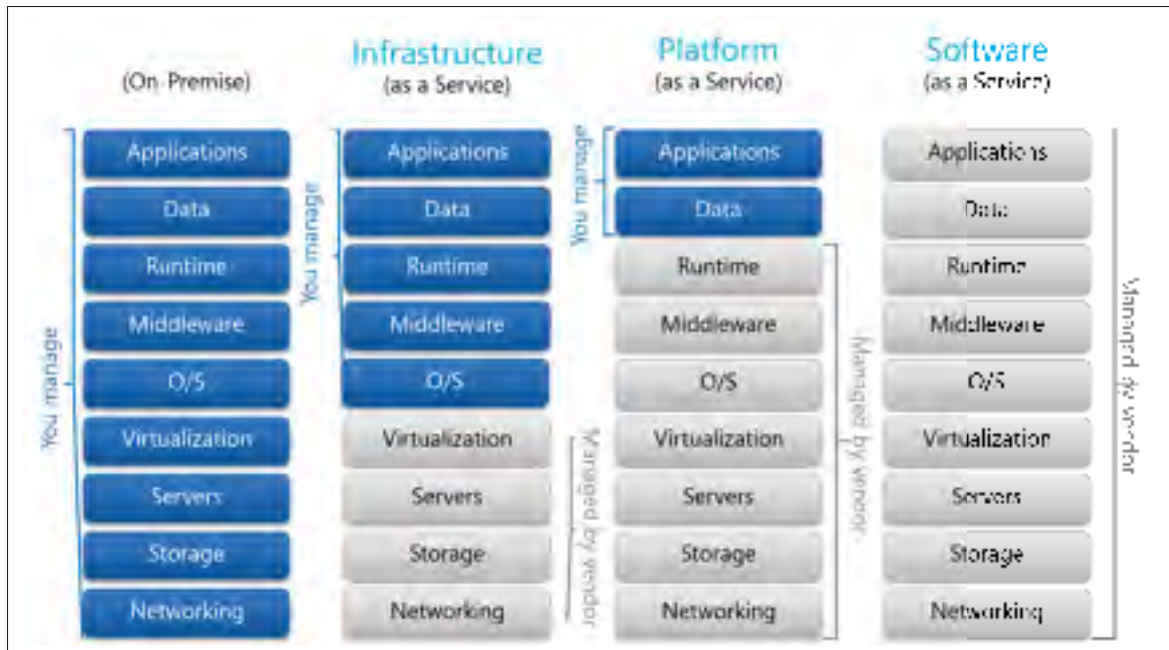 (On-Premise)
You manage
Applications
Data
Runtime
Middleware
O/S
Virtualization
Servers
Storage
Networking
Infrastructure
(as a Service)
You manage
Applications
Data
Runtime
Middleware
O/S
Virtualization
Servers
Storage
Networking
Managed by vendor
Platform
(as a Service)
You manage
Applications
Data
Runtime
Middleware
O/S
Virtualization
Servers
Storage
Networking
Managed by vendor
Software
(as a Service)
Applications
Data
Runtime
Middleware
O/S
Virtualization
Servers
Storage
Networking
Managed by vendor